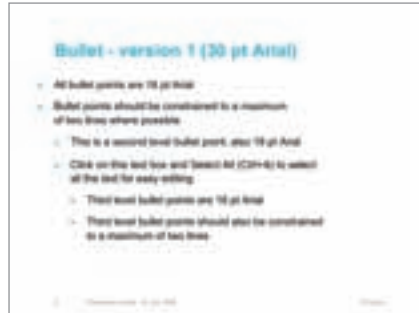 Bullet - version 1 (30 pt Arial)
All bullet points are 18 pt Arial
Bullet points should be constrained to a maximum
of two lines where possible
This is a second level bullet point, also 18 pt Arial
Click on this text box and Select All (Ctrl+A) to select
all the text for easy editing
Third level bullet points are 16 pt Arial
Third level bullet points should also be constrained
to a maximum of two lines